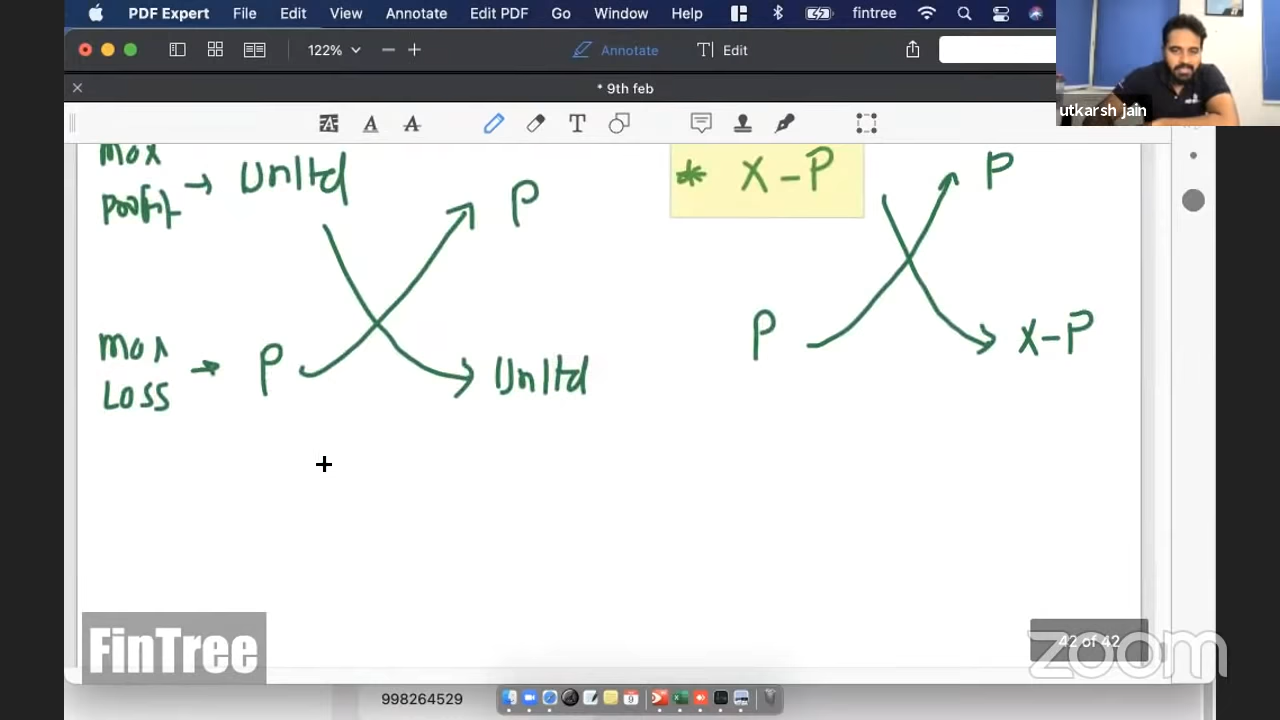 PDF Expert File Edit View Annotate Edit PDF Go Window Help fintree
122% Annotate Edit
* 9th feb
utkarsh jain
max
profit → Unltd P
* X-P P
max
Loss → P Unltd
P X-P
FinTree
42 of 42
zoom
998264529